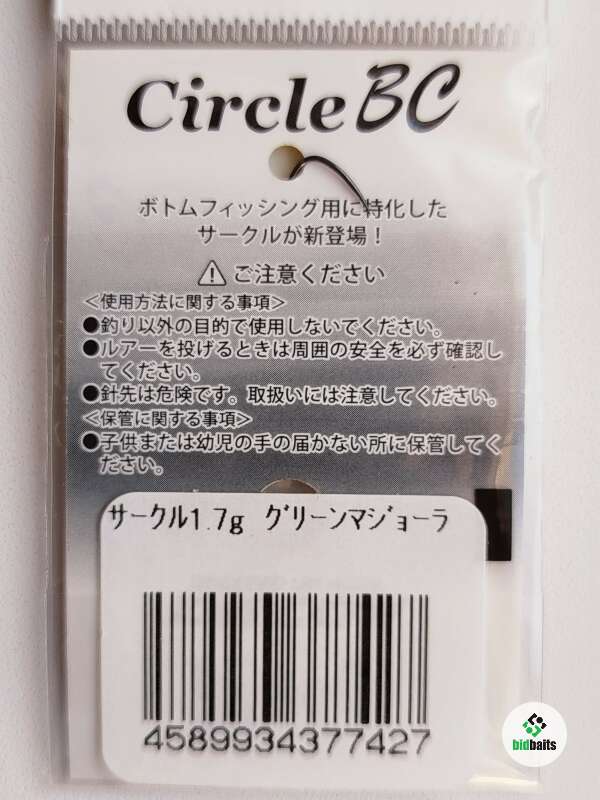 Circle BC
ボトムフィッシング用に特化した
サークルが新登場！
⚠ご注意ください
＜使用方法に関する事項＞
●釣り以外の目的で使用しないでください。
●ルアーを投げるときは周囲の安全を必ず確認し
てください。
●針先は危険です。取扱いには注意してください。
＜保管に関する事項＞
●子供または幼児の手の届かない所に保管してく
ださい。
ｻｰｸﾙ1.7g ｸﾞﾘｰﾝﾏｼﾞｮｰﾗ
4589934377427
bidbaits